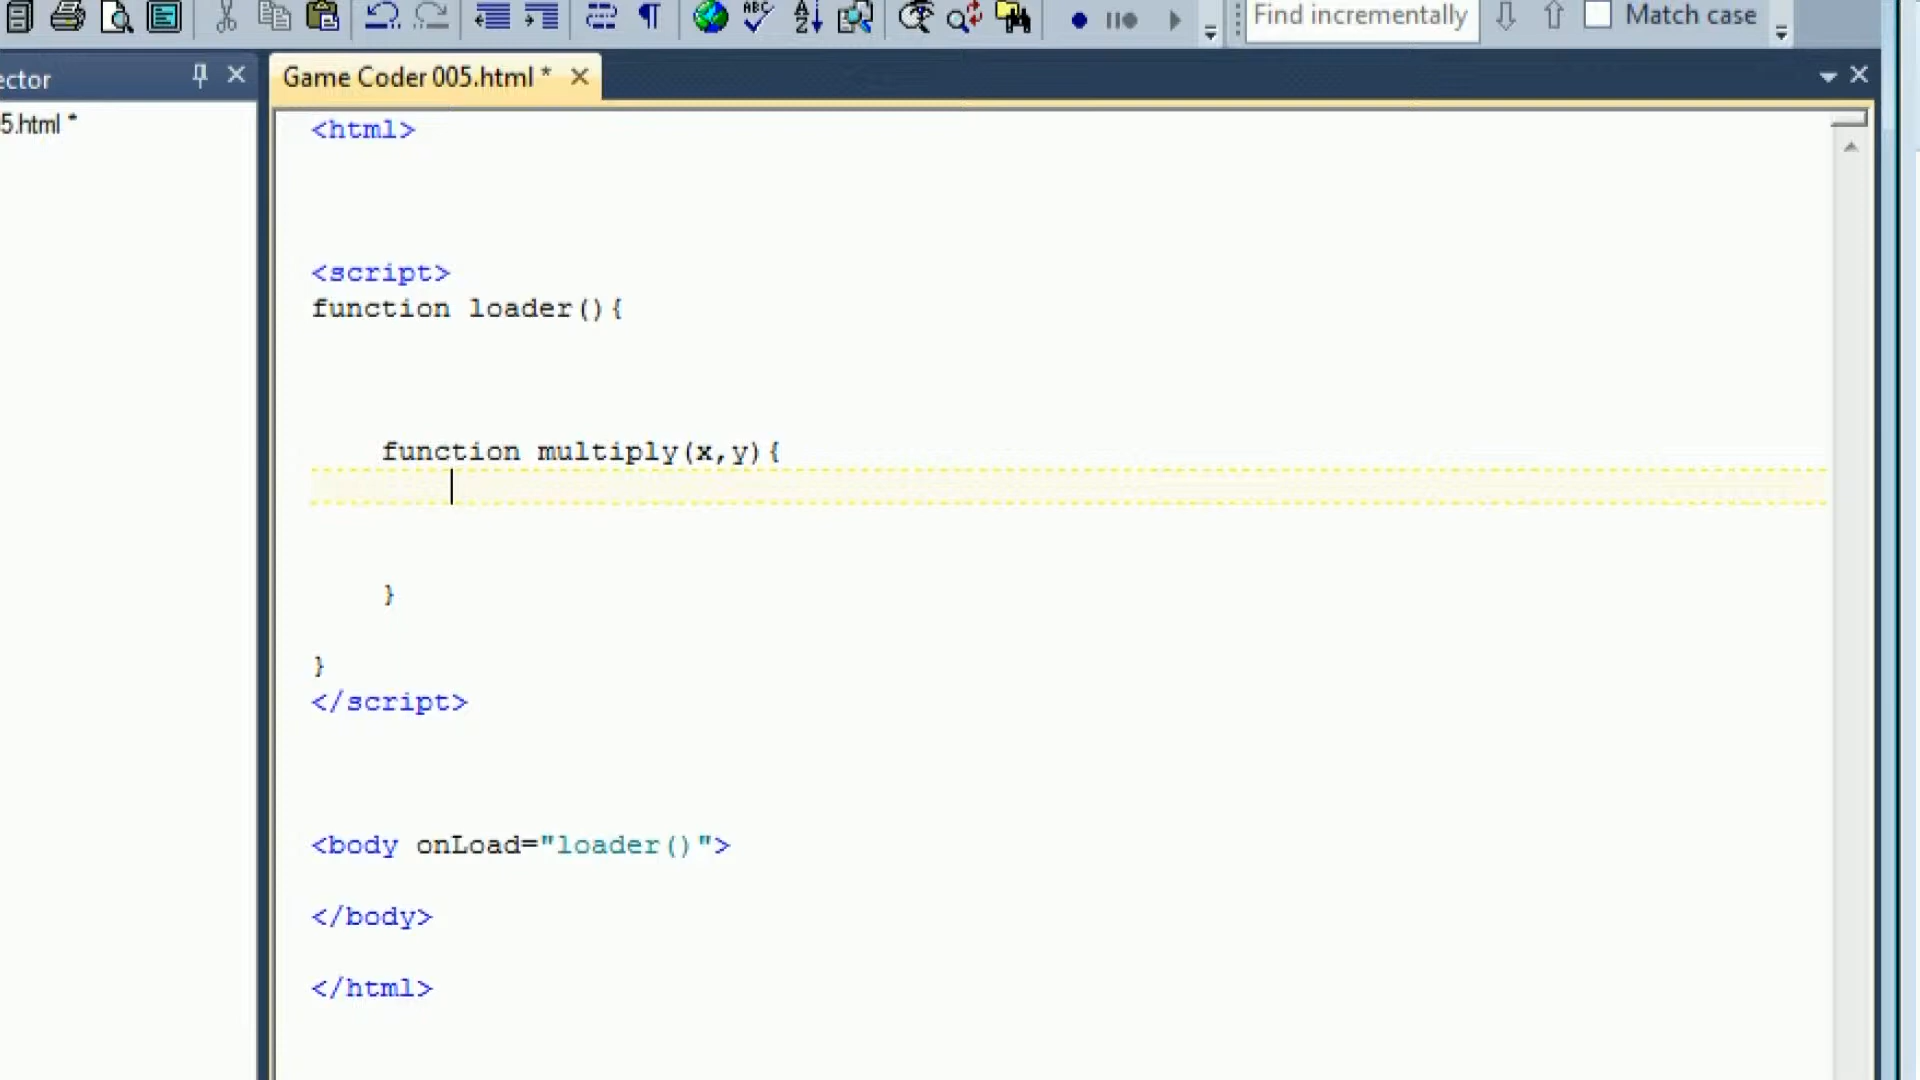 Find incrementally
Match case
ector
Game Coder 005.html *
5.html *
<html>
<script>
function loader(){
function multiply(x,y){
}
}
</script>
<body onLoad="loader()">
</body>
</html>